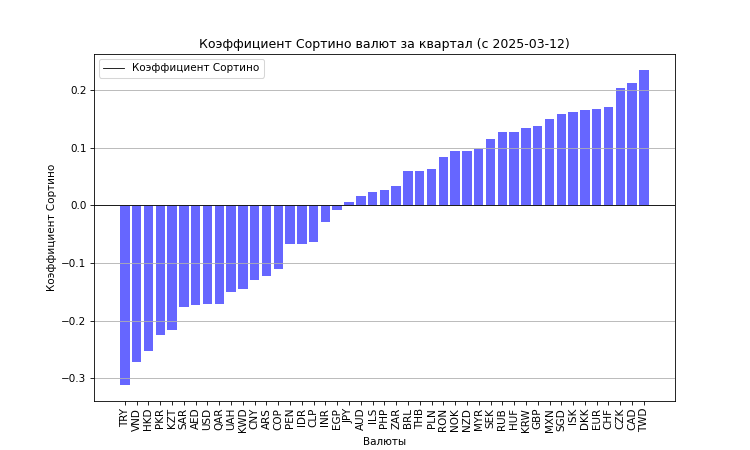 Коэффициент Сортино валют за квартал (с 2025-03-12)
Коэффициент Сортино
0.2
0.1
0.0
−0.1
−0.2
−0.3
Коэффициент Сортино
TRY
VND
HKD
PKR
KZT
SAR
AED
USD
QAR
UAH
KWD
CNY
ARS
COP
PEN
IDR
CLP
INR
EGP
JPY
AUD
ILS
PHP
ZAR
BRL
THB
PLN
RON
NOK
NZD
MYR
SEK
RUB
HUF
KRW
GBP
MXN
SGD
ISK
DKK
EUR
CHF
CZK
CAD
TWD
Валюты